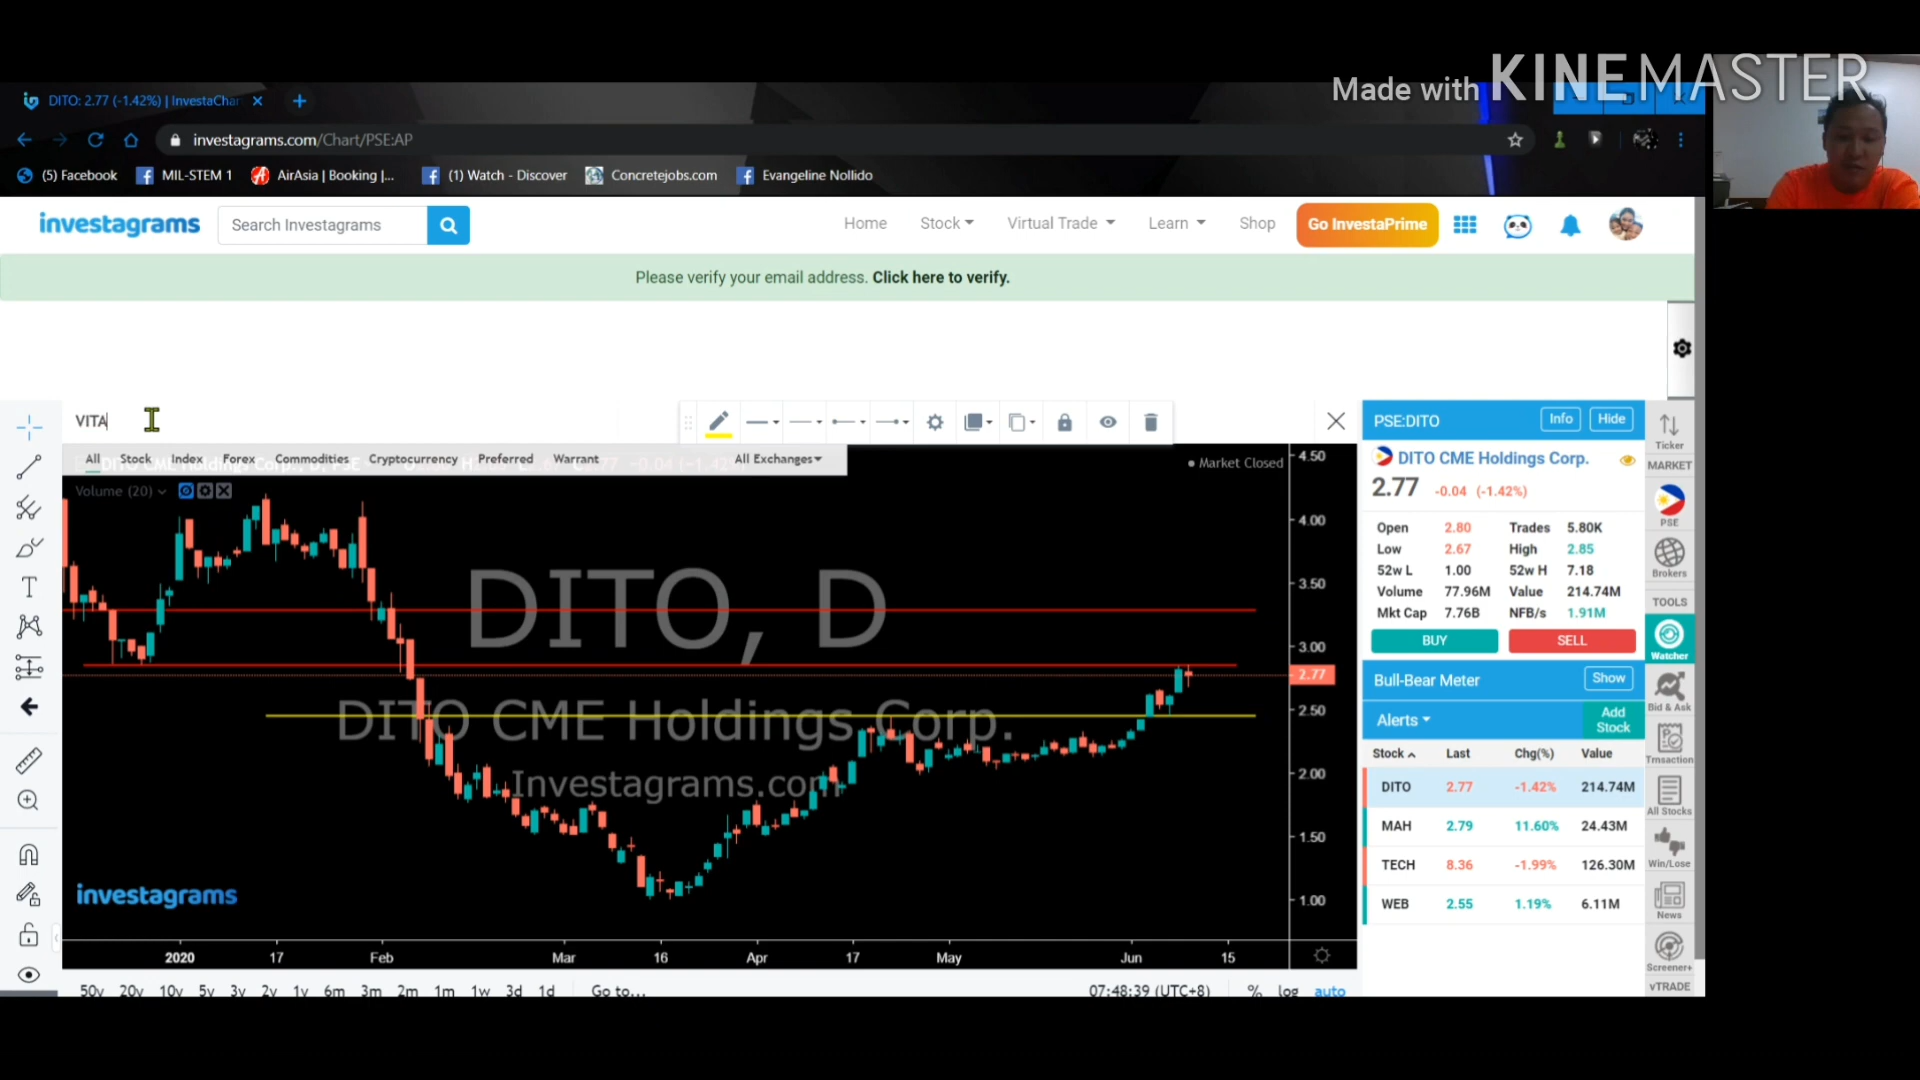 Made with KINEMASTER
DITO: 2.77 (-1.42%) | InvestaChar
investagrams.com/Chart/PSE:AP
(5) Facebook MIL-STEM 1 AirAsia | Booking |... (1) Watch - Discover Concretejobs.com Evangeline Nollido
investagrams Search Investagrams Home Stock Virtual Trade Learn Shop Go InvestaPrime
Please verify your email address. Click here to verify.
VITA
All Stock Index Forex Commodities Cryptocurrency Preferred Warrant All Exchanges
DITO CME Holdings Corp.
Market Closed
Volume (20)
DITO, D
DITO CME Holdings Corp.
Investagrams.com
investagrams
4.50
4.00
3.50
3.00
2.77
2.50
2.00
1.50
1.00
2020 17 Feb Mar 16 Apr 17 May Jun 15
50y 20y 10y 5y 3y 2y 1y 6m 3m 2m 1m 1w 3d 1d Go to... 07:48:39 (UTC+8) % log auto
PSE:DITO Info Hide
DITO CME Holdings Corp.
2.77 -0.04 (-1.42%)
Open 2.80 Trades 5.80K
Low 2.67 High 2.85
52w L 1.00 52w H 7.18
Volume 77.96M Value 214.74M
Mkt Cap 7.76B NFB/s 1.91M
BUY SELL
Bull-Bear Meter Show
Alerts Add Stock
Stock Last Chg(%) Value
DITO 2.77 -1.42% 214.74M
MAH 2.79 11.60% 24.43M
TECH 8.36 -1.99% 126.30M
WEB 2.55 1.19% 6.11M
Ticker
MARKET
PSE
Brokers
TOOLS
Watcher
Bid & Ask
Trnsaction
All Stocks
Win/Lose
News
Screener+
vTRADE